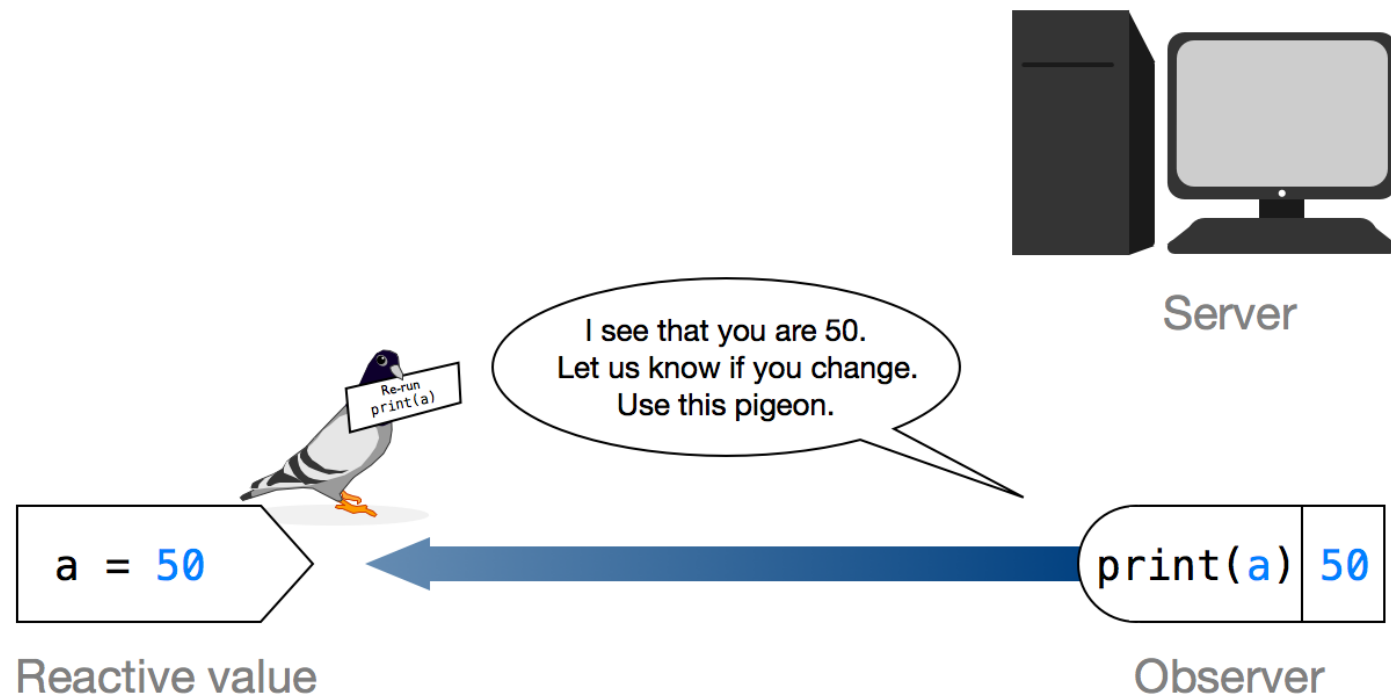 Server
I see that you are 50.
Let us know if you change.
Use this pigeon.
Re-run
print(a)
a = 50
print(a) 50
Reactive value
Observer